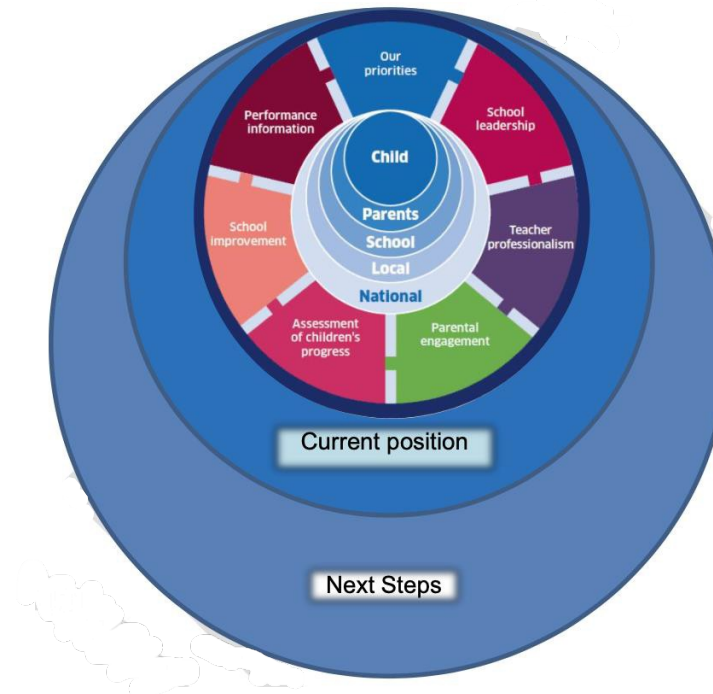 Our
priorities
School
leadership
Teacher
professionalism
Parental
engagement
Assessment
of children's
progress
School
improvement
Performance
information
Child
Parents
School
Local
National
Current position
Next Steps